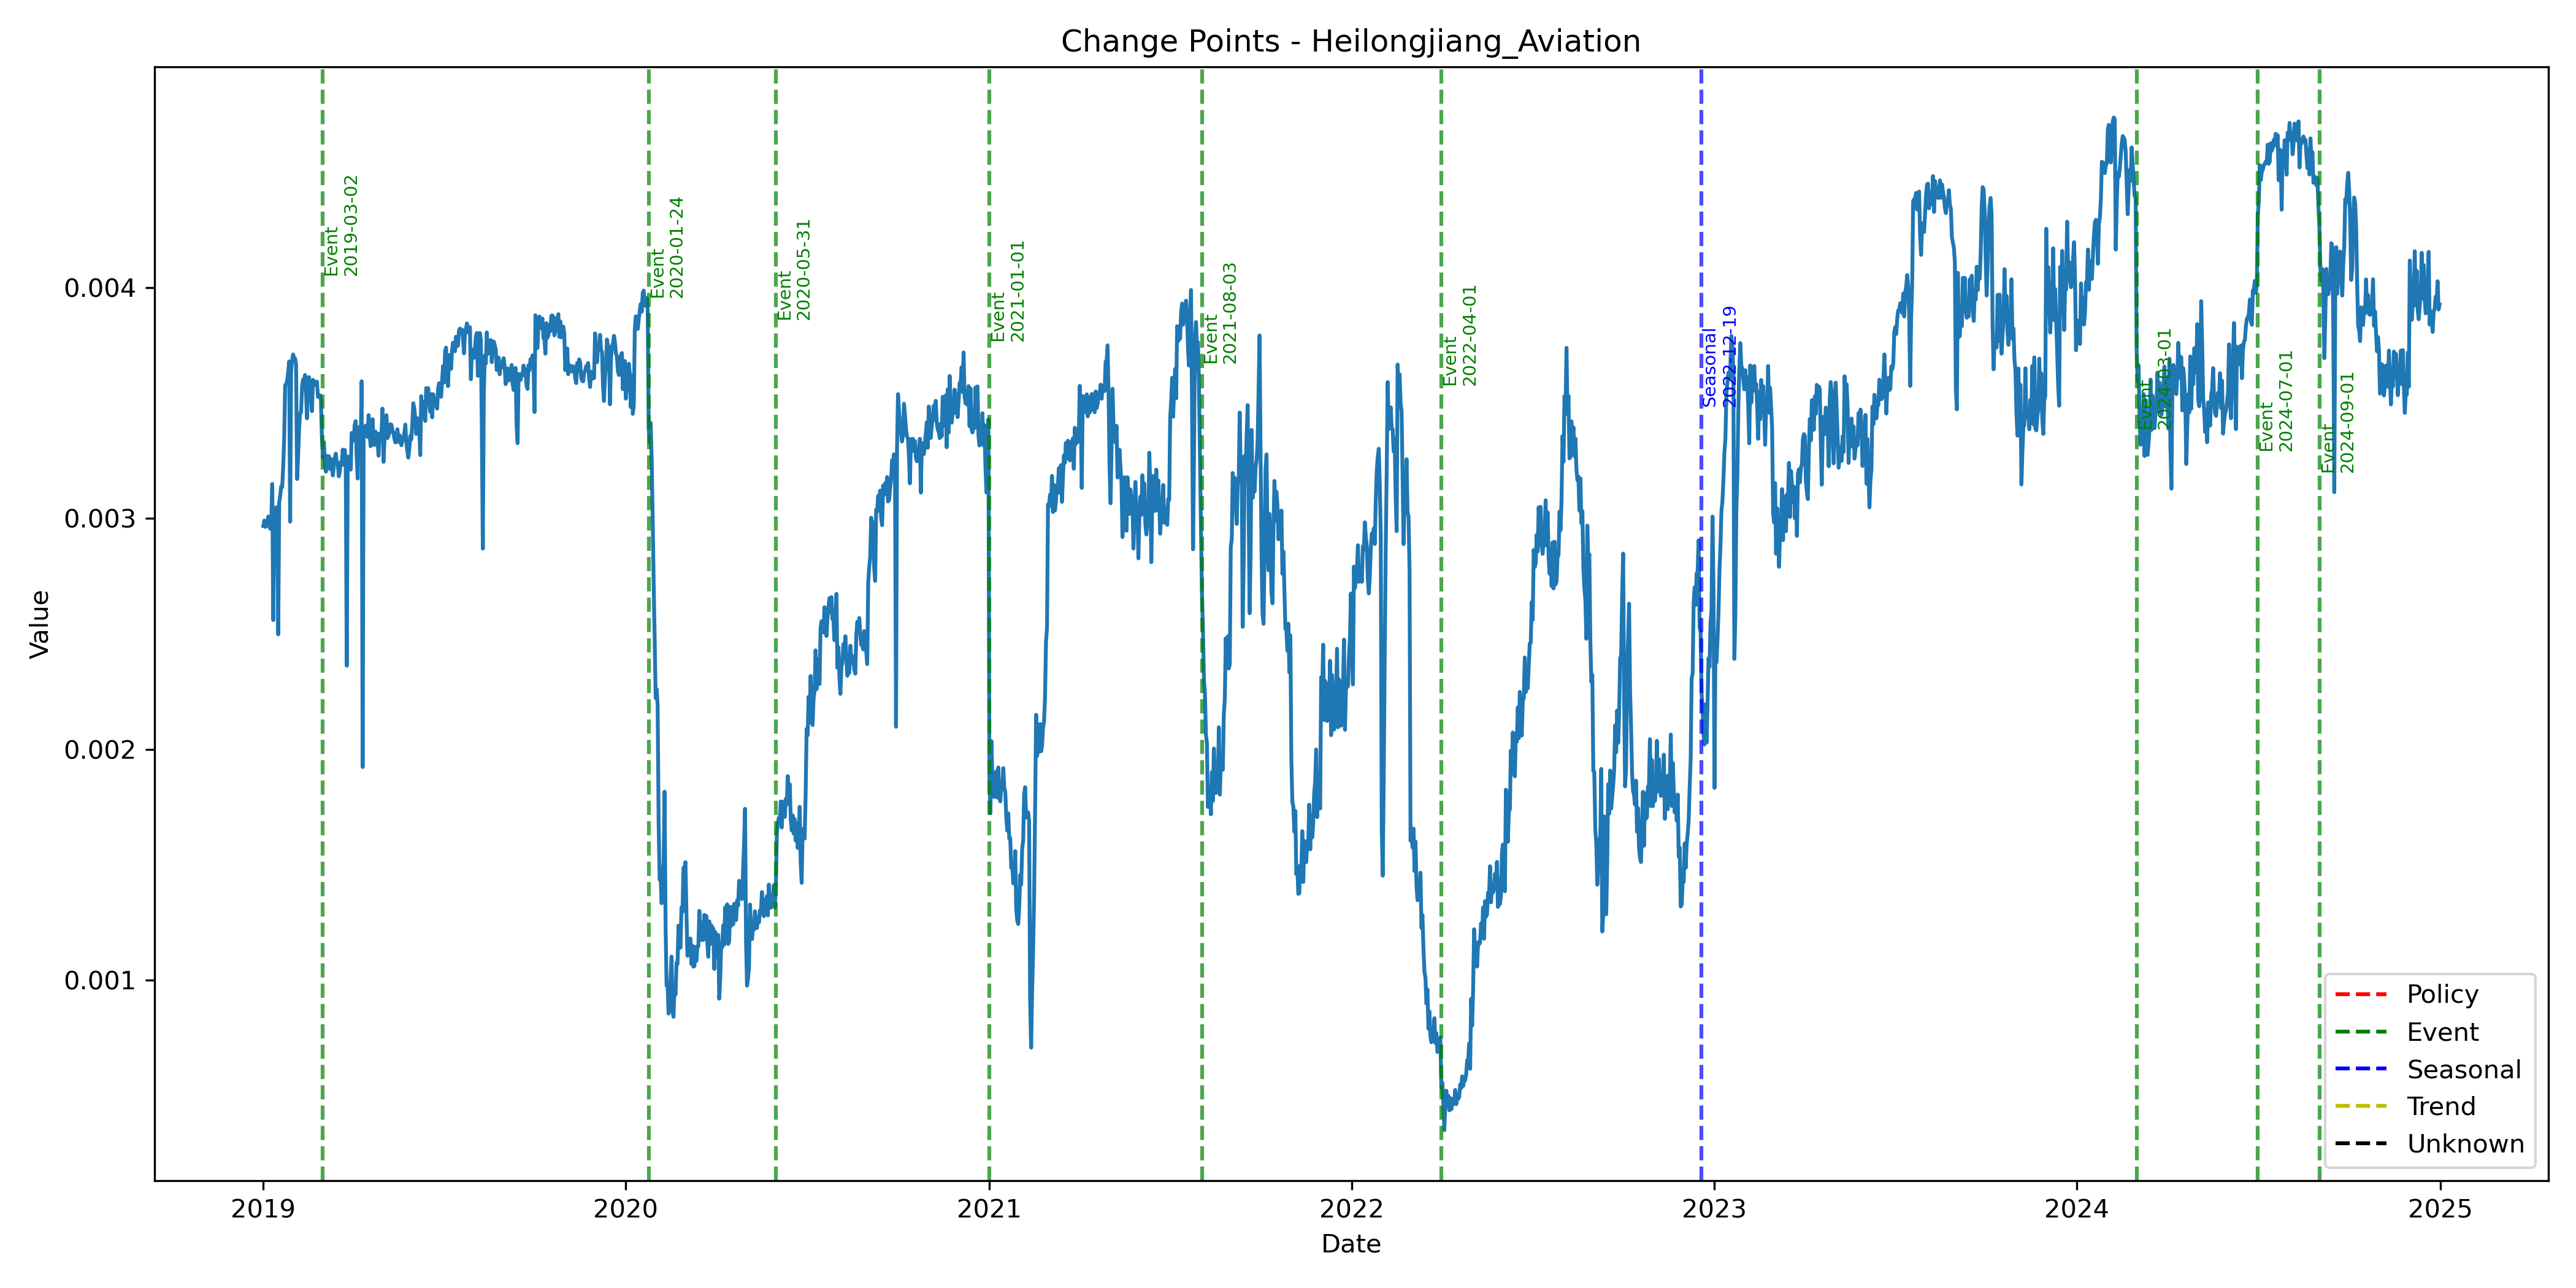 Change Points - Heilongjiang_Aviation
Value
0.004
0.003
0.002
0.001
Event
2019-03-02
Event
2020-01-24
Event
2020-05-31
Event
2021-01-01
Event
2021-08-03
Event
2022-04-01
Seasonal
2022-12-19
Event
2024-03-01
Event
2024-07-01
Event
2024-09-01
Policy
Event
Seasonal
Trend
Unknown
2019
2020
2021
2022
2023
2024
2025
Date